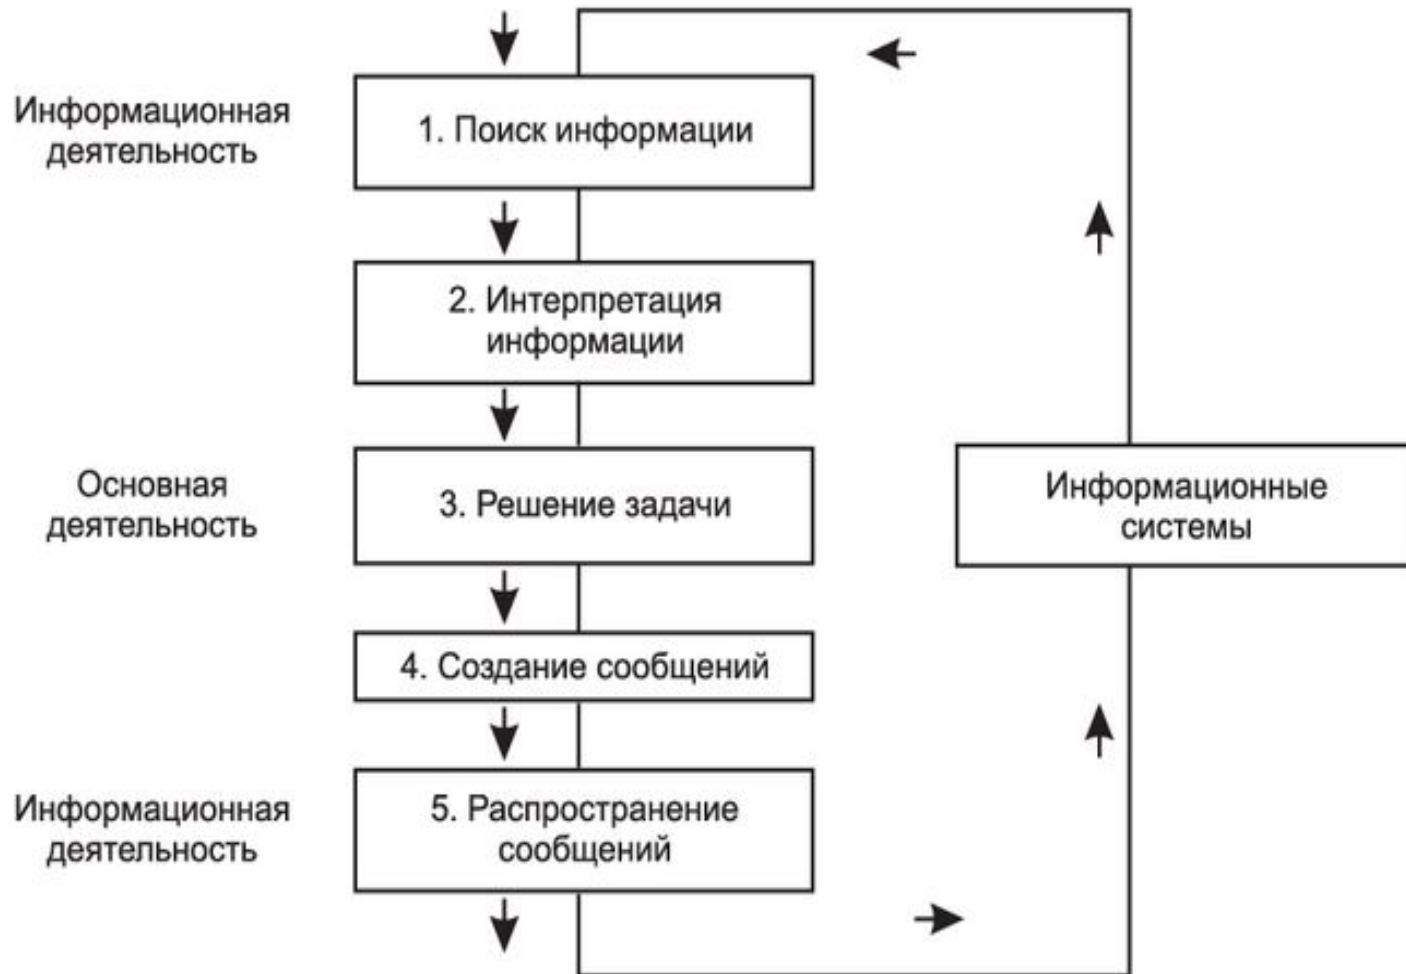 Информационная
деятельность
1. Поиск информации
2. Интерпретация
информации
Основная
деятельность
3. Решение задачи
Информационные
системы
4. Создание сообщений
Информационная
деятельность
5. Распространение
сообщений